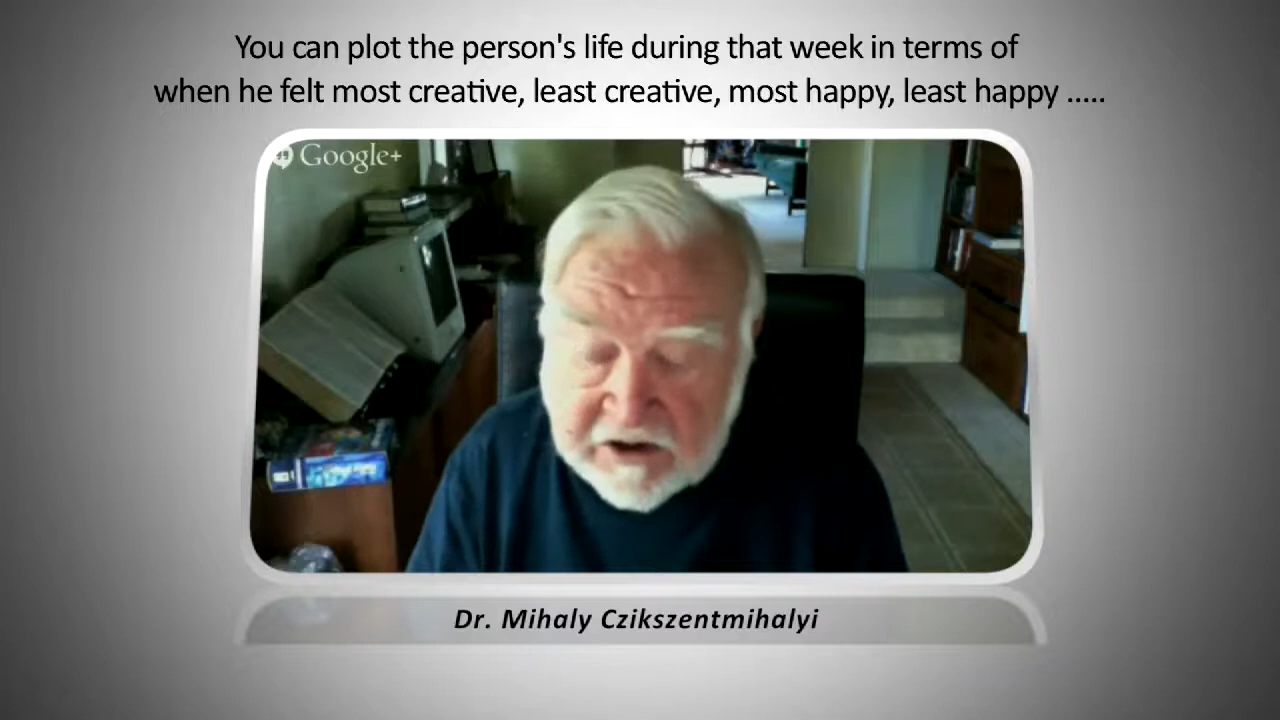 You can plot the person's life during that week in terms of
when he felt most creative, least creative, most happy, least happy .....
Google+
Dr. Mihaly Czikszentmihalyi